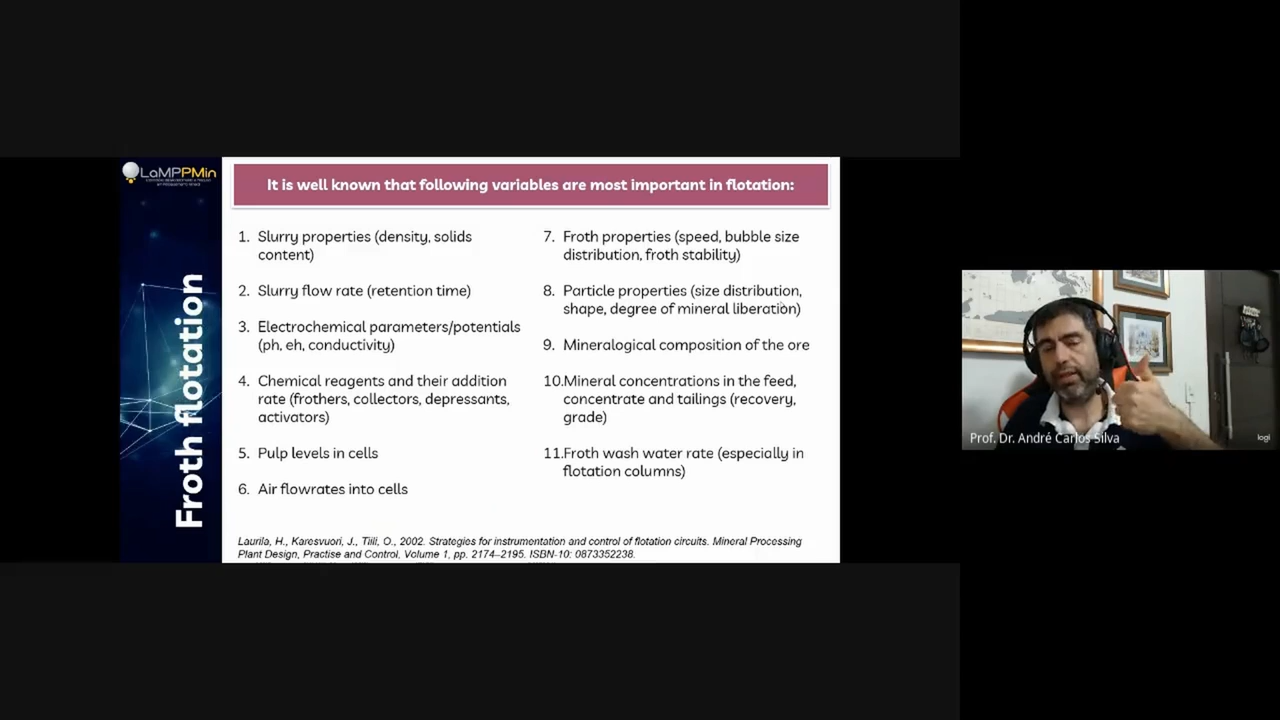 LaMPPMin
Froth flotation
It is well known that following variables are most important in flotation:
1. Slurry properties (density, solids
content)
2. Slurry flow rate (retention time)
3. Electrochemical parameters/potentials
(ph, eh, conductivity)
4. Chemical reagents and their addition
rate (frothers, collectors, depressants,
activators)
5. Pulp levels in cells
6. Air flowrates into cells
7. Froth properties (speed, bubble size
distribution, froth stability)
8. Particle properties (size distribution,
shape, degree of mineral liberation)
9. Mineralogical composition of the ore
10.Mineral concentrations in the feed,
concentrate and tailings (recovery,
grade)
11.Froth wash water rate (especially in
flotation columns)
Laurila, H., Karesvuori, J., Tiili, O., 2002. Strategies for instrumentation and control of flotation circuits. Mineral Processing
Plant Design, Practise and Control, Volume 1, pp. 2174–2195. ISBN-10: 0873352238.
Prof. Dr. André Carlos Silva
logi